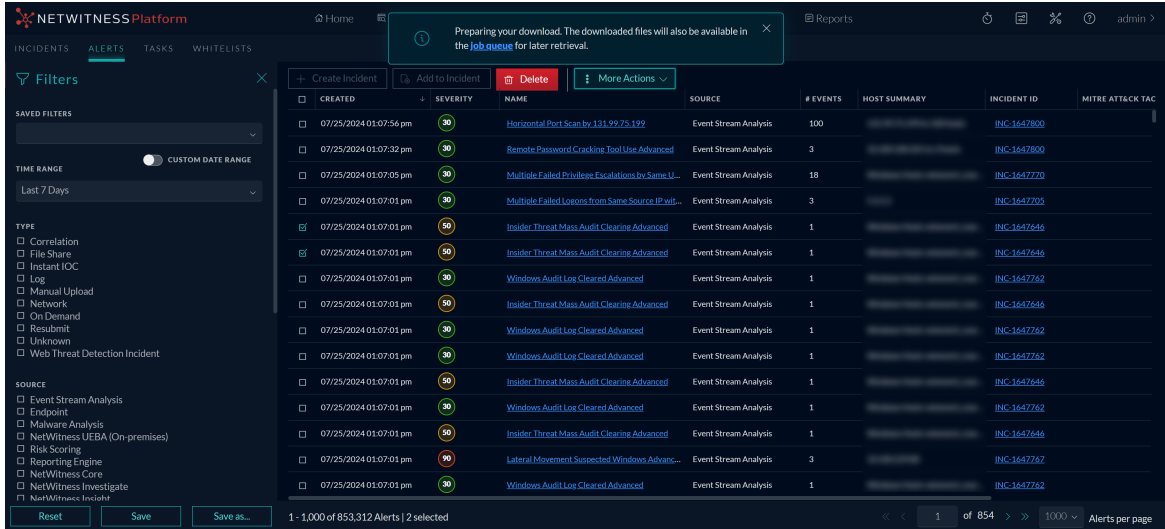 NETWITNESS Platform
Home
Reports
admin >
Preparing your download. The downloaded files will also be available in
the job queue for later retrieval.
INCIDENTS ALERTS TASKS WHITELISTS
Filters
SAVED FILTERS
CUSTOM DATE RANGE
TIME RANGE
Last 7 Days
TYPE
Correlation
File Share
Instant IOC
Log
Manual Upload
Network
On Demand
Resubmit
Unknown
Web Threat Detection Incident
SOURCE
Event Stream Analysis
Endpoint
Malware Analysis
NetWitness UEBA (On-premises)
Risk Scoring
Reporting Engine
NetWitness Core
NetWitness Investigate
NetWitness Insight
Reset Save Save as...
Create Incident Add to Incident Delete More Actions
CREATED SEVERITY NAME SOURCE # EVENTS HOST SUMMARY INCIDENT ID MITRE ATT&CK TAC
07/25/2024 01:07:56 pm 30 Horizontal Port Scan by 131.99.75.199 Event Stream Analysis 100 INC-1647800
07/25/2024 01:07:32 pm 30 Remote Password Cracking Tool Use Advanced Event Stream Analysis 3 INC-1647800
07/25/2024 01:07:05 pm 30 Multiple Failed Privilege Escalations by Same U... Event Stream Analysis 18 INC-1647770
07/25/2024 01:07:01 pm 30 Multiple Failed Logons from Same Source IP wit... Event Stream Analysis 3 INC-1647705
07/25/2024 01:07:01 pm 50 Insider Threat Mass Audit Clearing Advanced Event Stream Analysis 1 INC-1647646
07/25/2024 01:07:01 pm 50 Insider Threat Mass Audit Clearing Advanced Event Stream Analysis 1 INC-1647646
07/25/2024 01:07:01 pm 30 Windows Audit Log Cleared Advanced Event Stream Analysis 1 INC-1647762
07/25/2024 01:07:01 pm 50 Insider Threat Mass Audit Clearing Advanced Event Stream Analysis 1 INC-1647646
07/25/2024 01:07:01 pm 30 Windows Audit Log Cleared Advanced Event Stream Analysis 1 INC-1647762
07/25/2024 01:07:01 pm 30 Windows Audit Log Cleared Advanced Event Stream Analysis 1 INC-1647762
07/25/2024 01:07:01 pm 50 Insider Threat Mass Audit Clearing Advanced Event Stream Analysis 1 INC-1647646
07/25/2024 01:07:01 pm 30 Windows Audit Log Cleared Advanced Event Stream Analysis 1 INC-1647762
07/25/2024 01:07:01 pm 50 Insider Threat Mass Audit Clearing Advanced Event Stream Analysis 1 INC-1647646
07/25/2024 01:07:01 pm 90 Lateral Movement Suspected Windows Advanc... Event Stream Analysis 3 INC-1647767
07/25/2024 01:07:01 pm 30 Windows Audit Log Cleared Advanced Event Stream Analysis 1 INC-1647762
1 - 1,000 of 853,312 Alerts | 2 selected
<< < 1 of 854 > >> 1000 Alerts per page